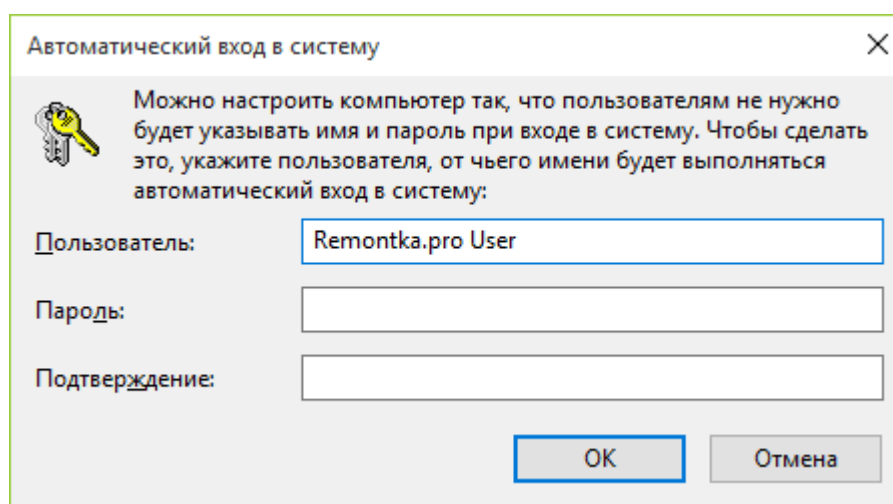 Автоматический вход в систему
Можно настроить компьютер так, что пользователям не нужно
будет указывать имя и пароль при входе в систему. Чтобы сделать
это, укажите пользователя, от чьего имени будет выполняться
автоматический вход в систему:
Пользователь: Remontka.pro User
Пароль:
Подтверждение:
OK Отмена